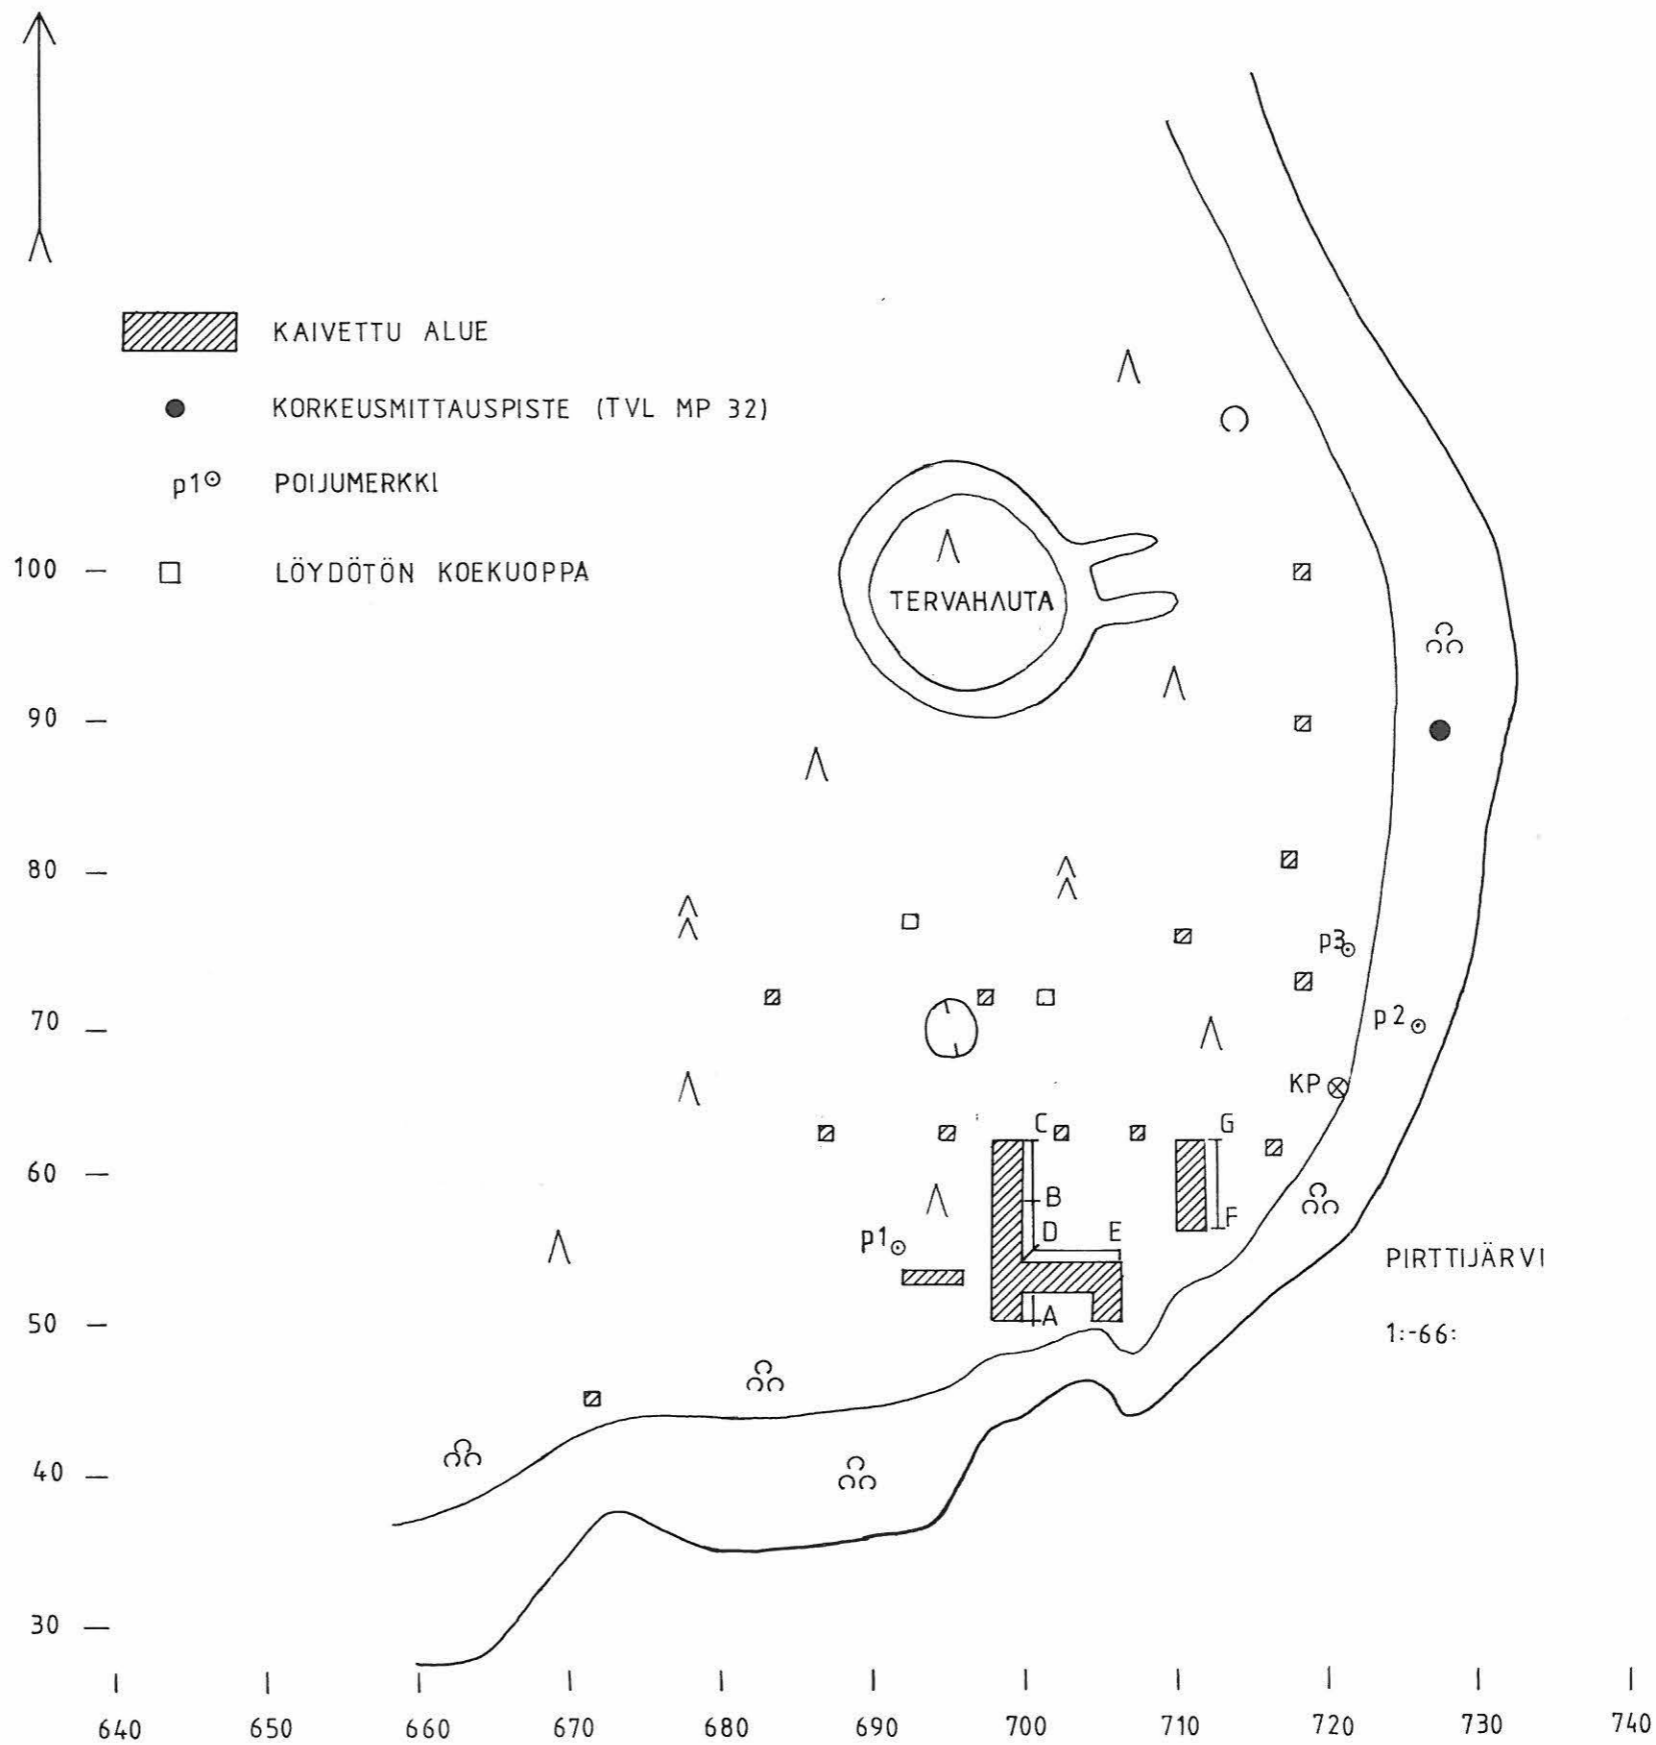 KAIVETTU ALUE
KORKEUSMITTAUSPISTE (TVL MP 32)
p1 POIJUMERKKI
LÖYDÖTÖN KOEKUOPPA
TERVAHAUTA
100
90
80
70
60
50
40
30
p3
p2
KP
C
G
B
F
D
E
p1
A
PIRTTIJÄRVI
1:-66:
640 650 660 670 680 690 700 710 720 730 740